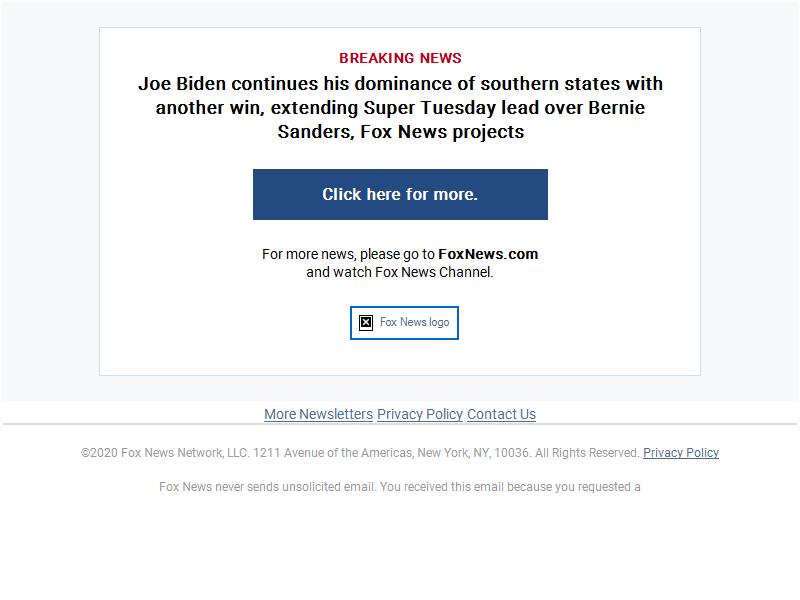 BREAKING NEWS
Joe Biden continues his dominance of southern states with
another win, extending Super Tuesday lead over Bernie
Sanders, Fox News projects
Click here for more.
For more news, please go to FoxNews.com
and watch Fox News Channel.
Fox News logo
More Newsletters Privacy Policy Contact Us
©2020 Fox News Network, LLC. 1211 Avenue of the Americas, New York, NY, 10036. All Rights Reserved. Privacy Policy
Fox News never sends unsolicited email. You received this email because you requested a